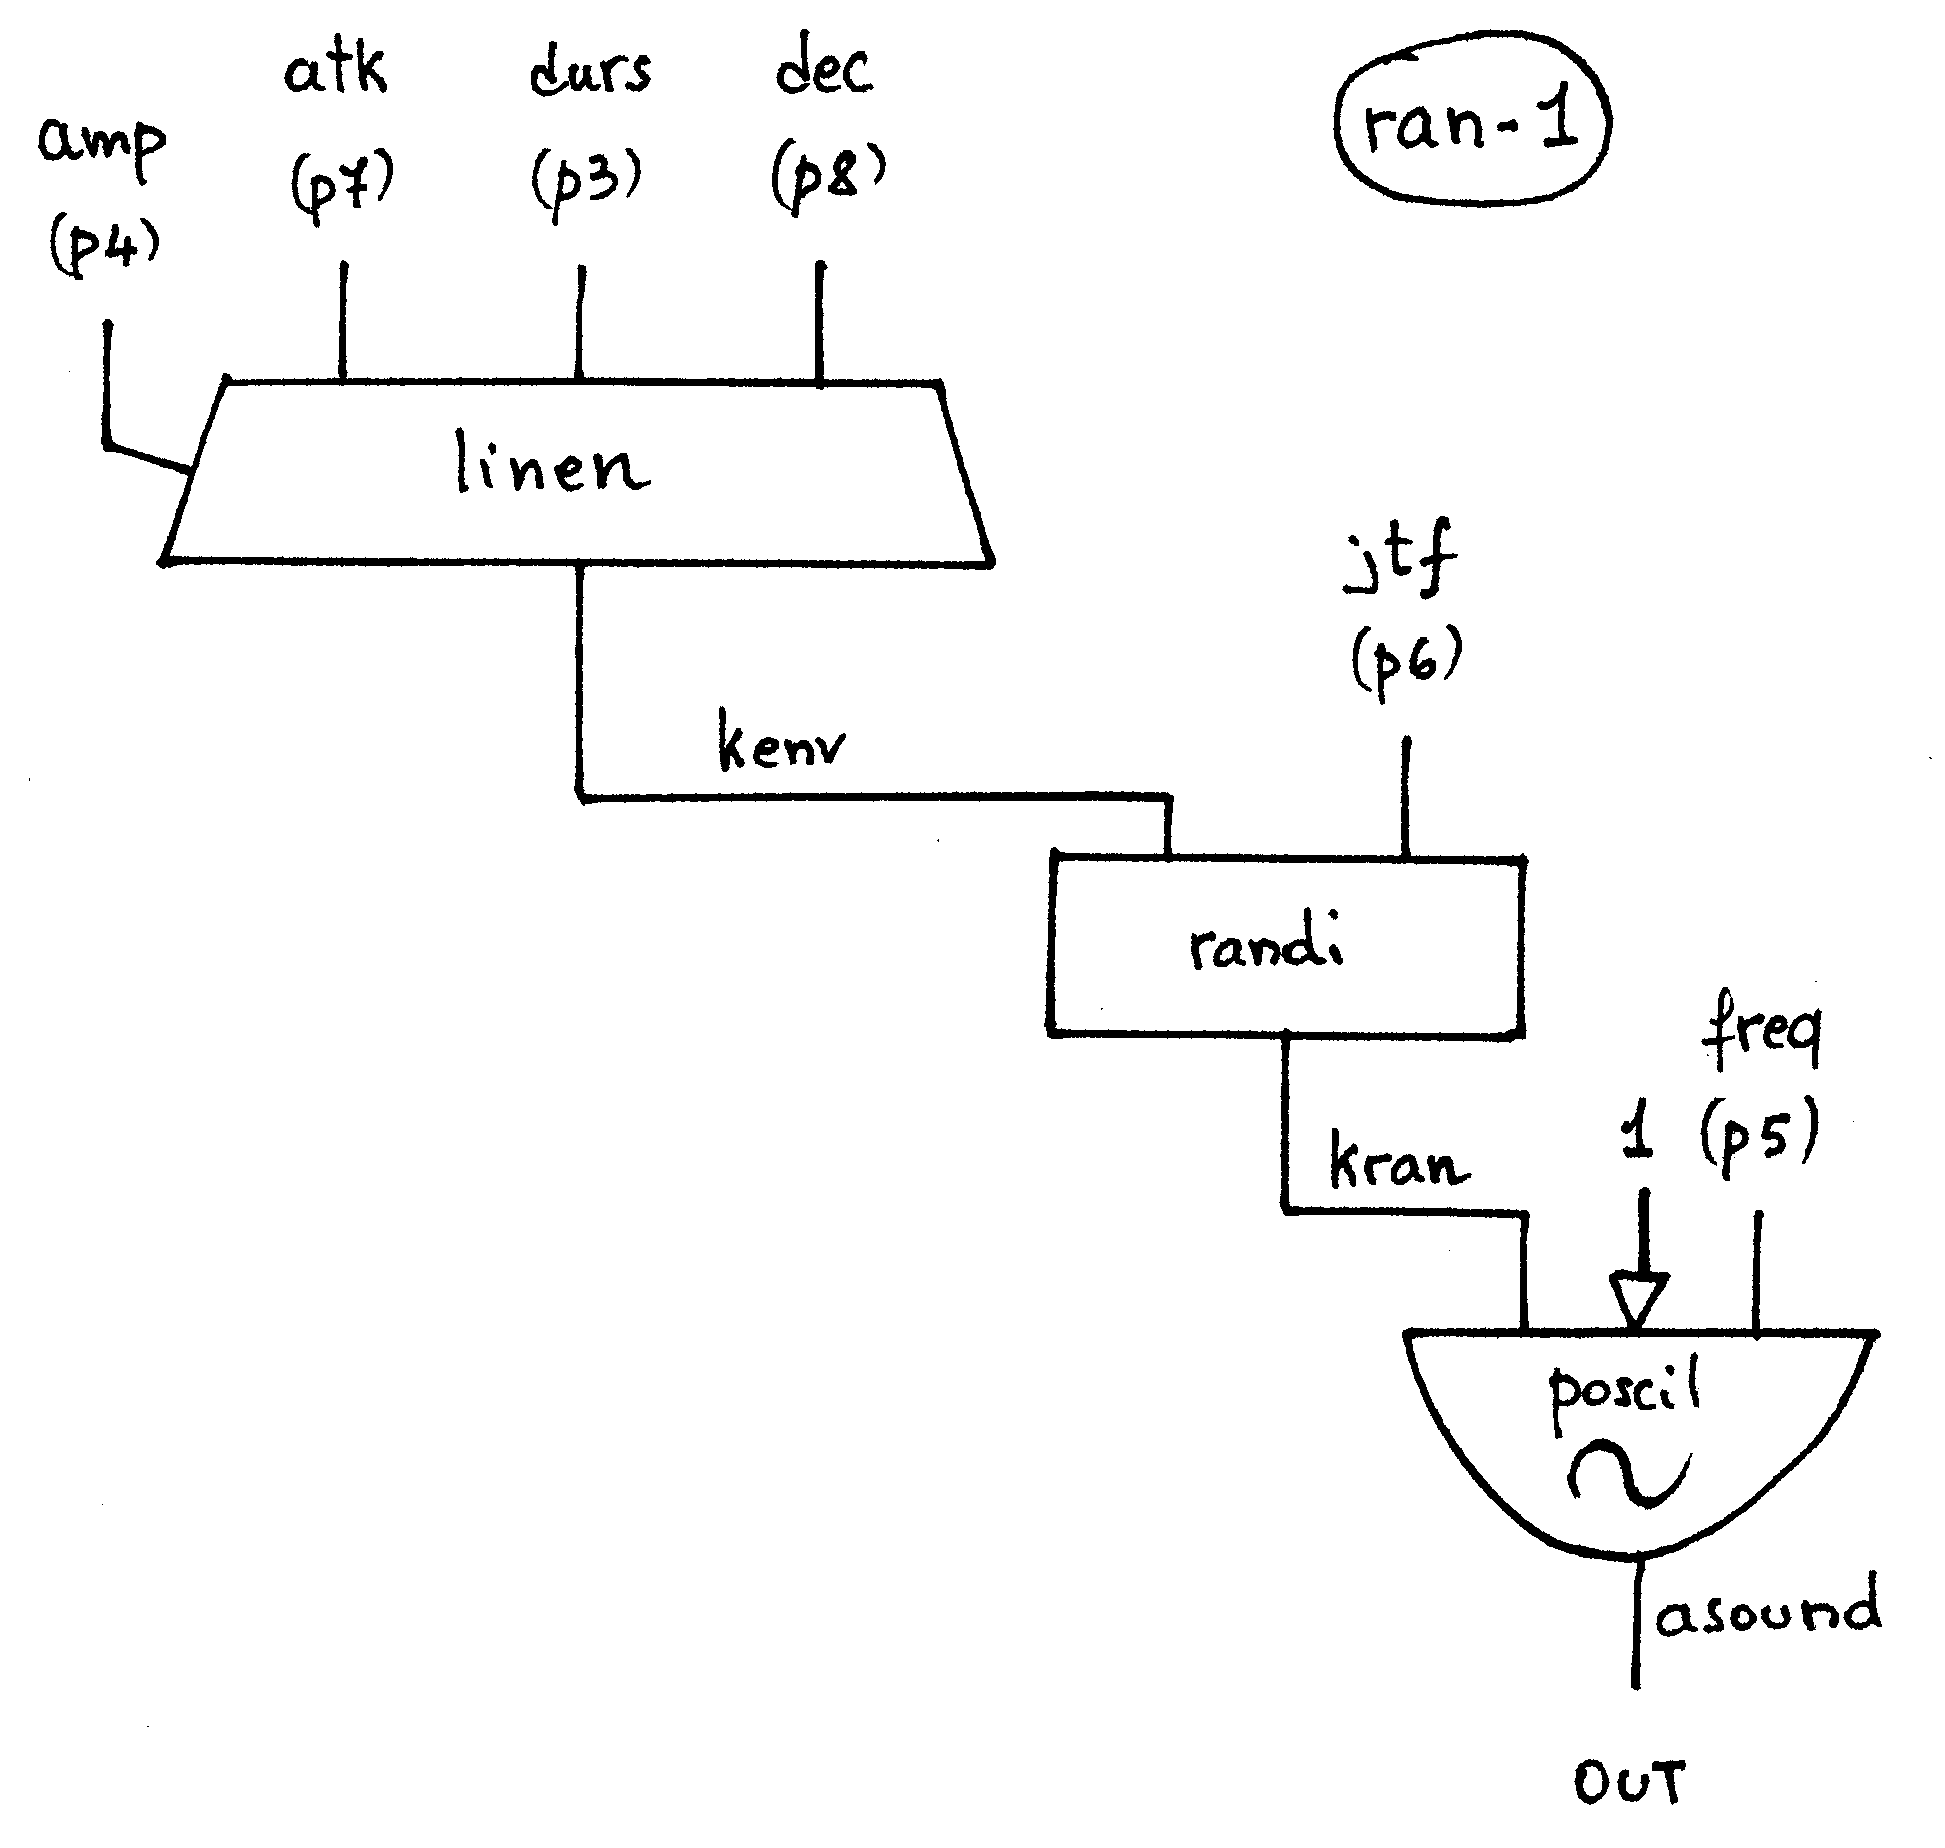 atk
(p7)
durs
(p3)
dec
(p8)
amp
(p4)
ran-1
linen
jtf
(p6)
kenv
randi
freq
(p5)
1
kran
poscil
asound
OUT